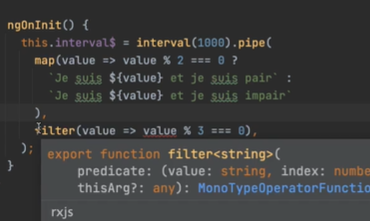 ngOnInit() {
this.interval$ = interval(1000).pipe(
map(value => value % 2 === 0 ?
`Je suis ${value} et je suis pair` :
`Je suis ${value} et je suis impair`
),
filter(value => value % 3 === 0),
);
}
export function filter<string>(
predicate: (value: string, index: numbe
thisArg?: any): MonoTypeOperatorFunctio
rxjs